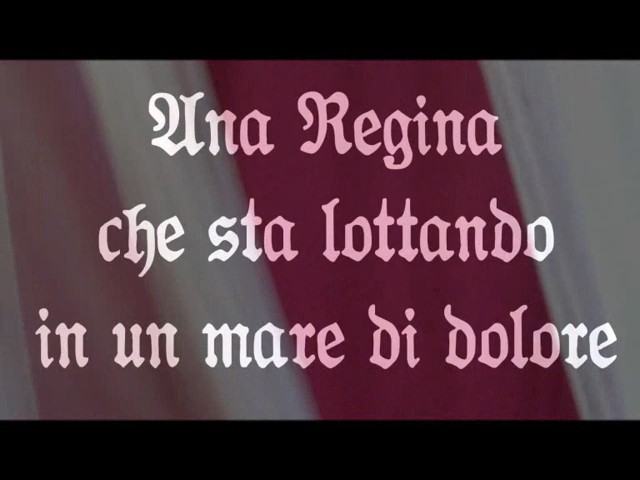 Una Regina
che sta lottando
in un mare di dolore